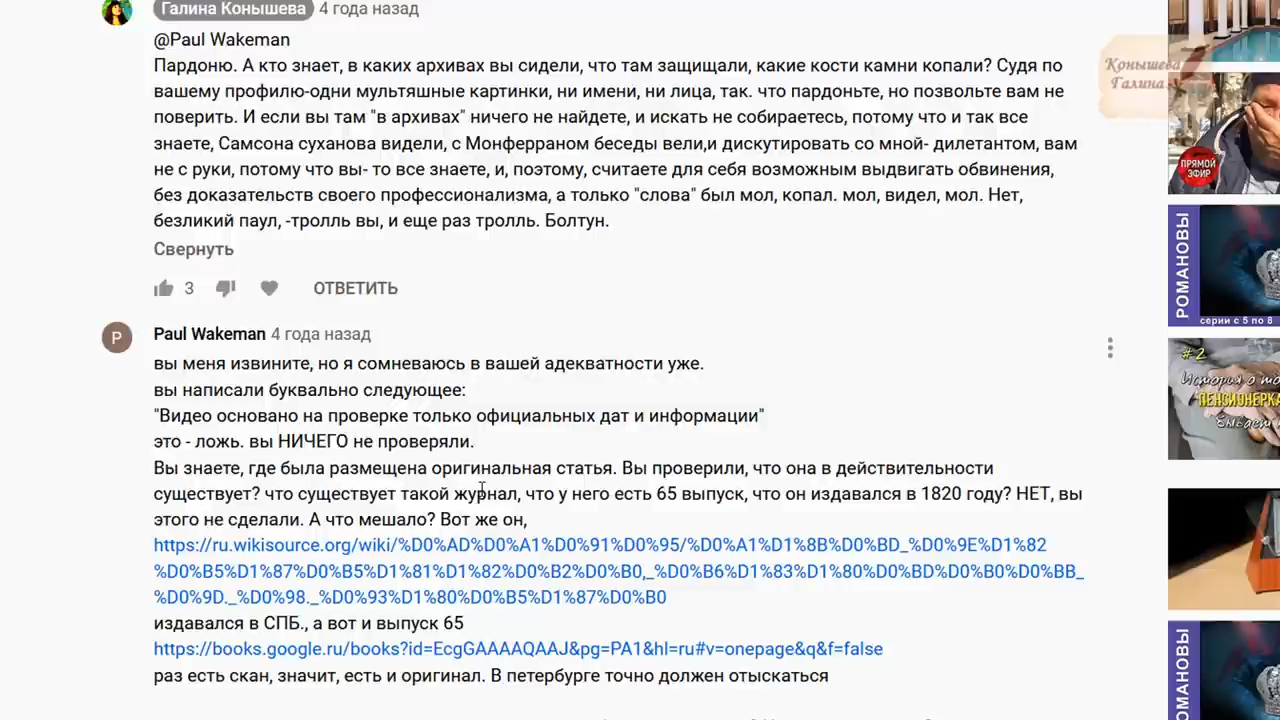 Галина Конышева 4 года назад
@Paul Wakeman
Пардоню. А кто знает, в каких архивах вы сидели, что там защищали, какие кости камни копали? Судя по
вашему профилю-одни мультяшные картинки, ни имени, ни лица, так. что пардоньте, но позвольте вам не
поверить. И если вы там "в архивах" ничего не найдете, и искать не собираетесь, потому что и так все
знаете, Самсона суханова видели, с Монферраном беседы вели,и дискутировать со мной- дилетантом, вам
не с руки, потому что вы- то все знаете, и, поэтому, считаете для себя возможным выдвигать обвинения,
без доказательств своего профессионализма, а только "слова" был мол, копал. мол, видел, мол. Нет,
безликий паул, -тролль вы, и еще раз тролль. Болтун.
Свернуть
3 ОТВЕТИТЬ
P
Paul Wakeman 4 года назад
вы меня извините, но я сомневаюсь в вашей адекватности уже.
вы написали буквально следующее:
"Видео основано на проверке только официальных дат и информации"
это - ложь. вы НИЧЕГО не проверяли.
Вы знаете, где была размещена оригинальная статья. Вы проверили, что она в действительности
существует? что существует такой журнал, что у него есть 65 выпуск, что он издавался в 1820 году? НЕТ, вы
этого не сделали. А что мешало? Вот же он,
https://ru.wikisource.org/wiki/%D0%AD%D0%A1%D0%91%D0%95/%D0%A1%D1%8B%D0%BD_%D0%9E%D1%82
%D0%B5%D1%87%D0%B5%D1%81%D1%82%D0%B2%D0%B0,_%D0%B6%D1%83%D1%80%D0%BD%D0%B0%D0%BB_
%D0%9D._%D0%98._%D0%93%D1%80%D0%B5%D1%87%D0%B0
издавался в СПБ., а вот и выпуск 65
https://books.google.ru/books?id=EcgGAAAAQAAJ&pg=PA1&hl=ru#v=onepage&q&f=false
раз есть скан, значит, есть и оригинал. В петербурге точно должен отыскаться
Конышева
Галина
ПРЯМОЙ
ЭФИР
РОМАНОВЫ
серии с 5 по 8
#2
ПЕНСИОНЕРКА